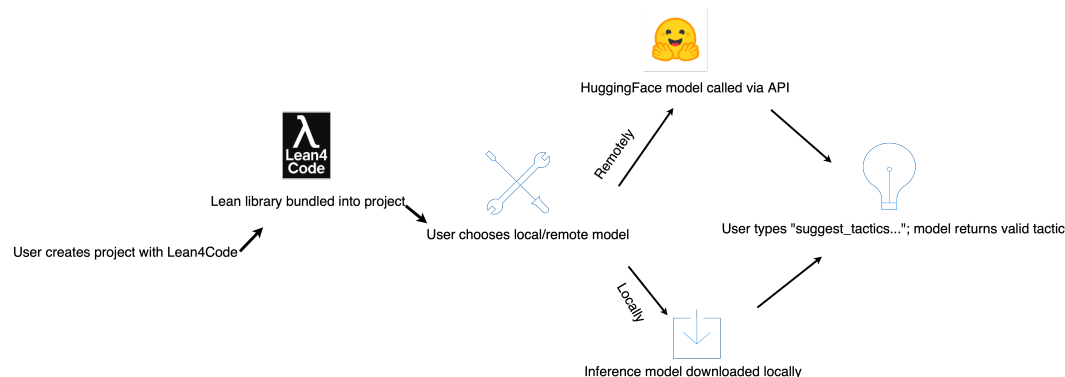 User creates project with Lean4Code
λ
Lean4
Code
Lean library bundled into project
User chooses local/remote model
Remotely
HuggingFace model called via API
Locally
Inference model downloaded locally
User types "suggest_tactics..."; model returns valid tactic